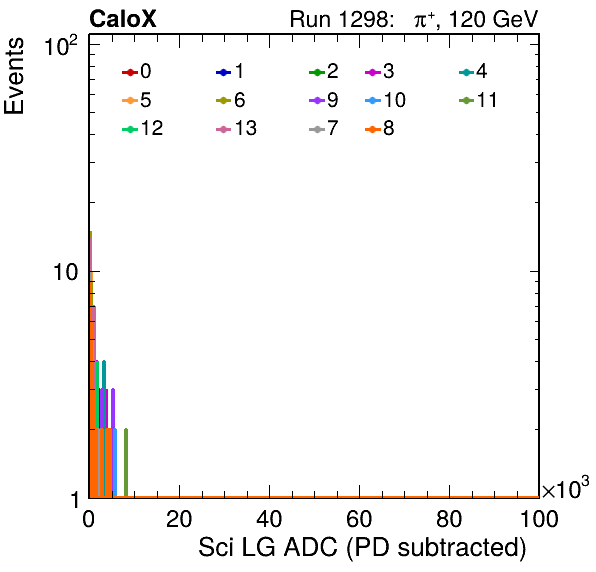 CaloX Run 1298: π⁺, 120 GeV
Events
10²
10
1
0 1 2 3 4
5 6 9 10 11
12 13 7 8
0 20 40 60 80 100
×10³
Sci LG ADC (PD subtracted)